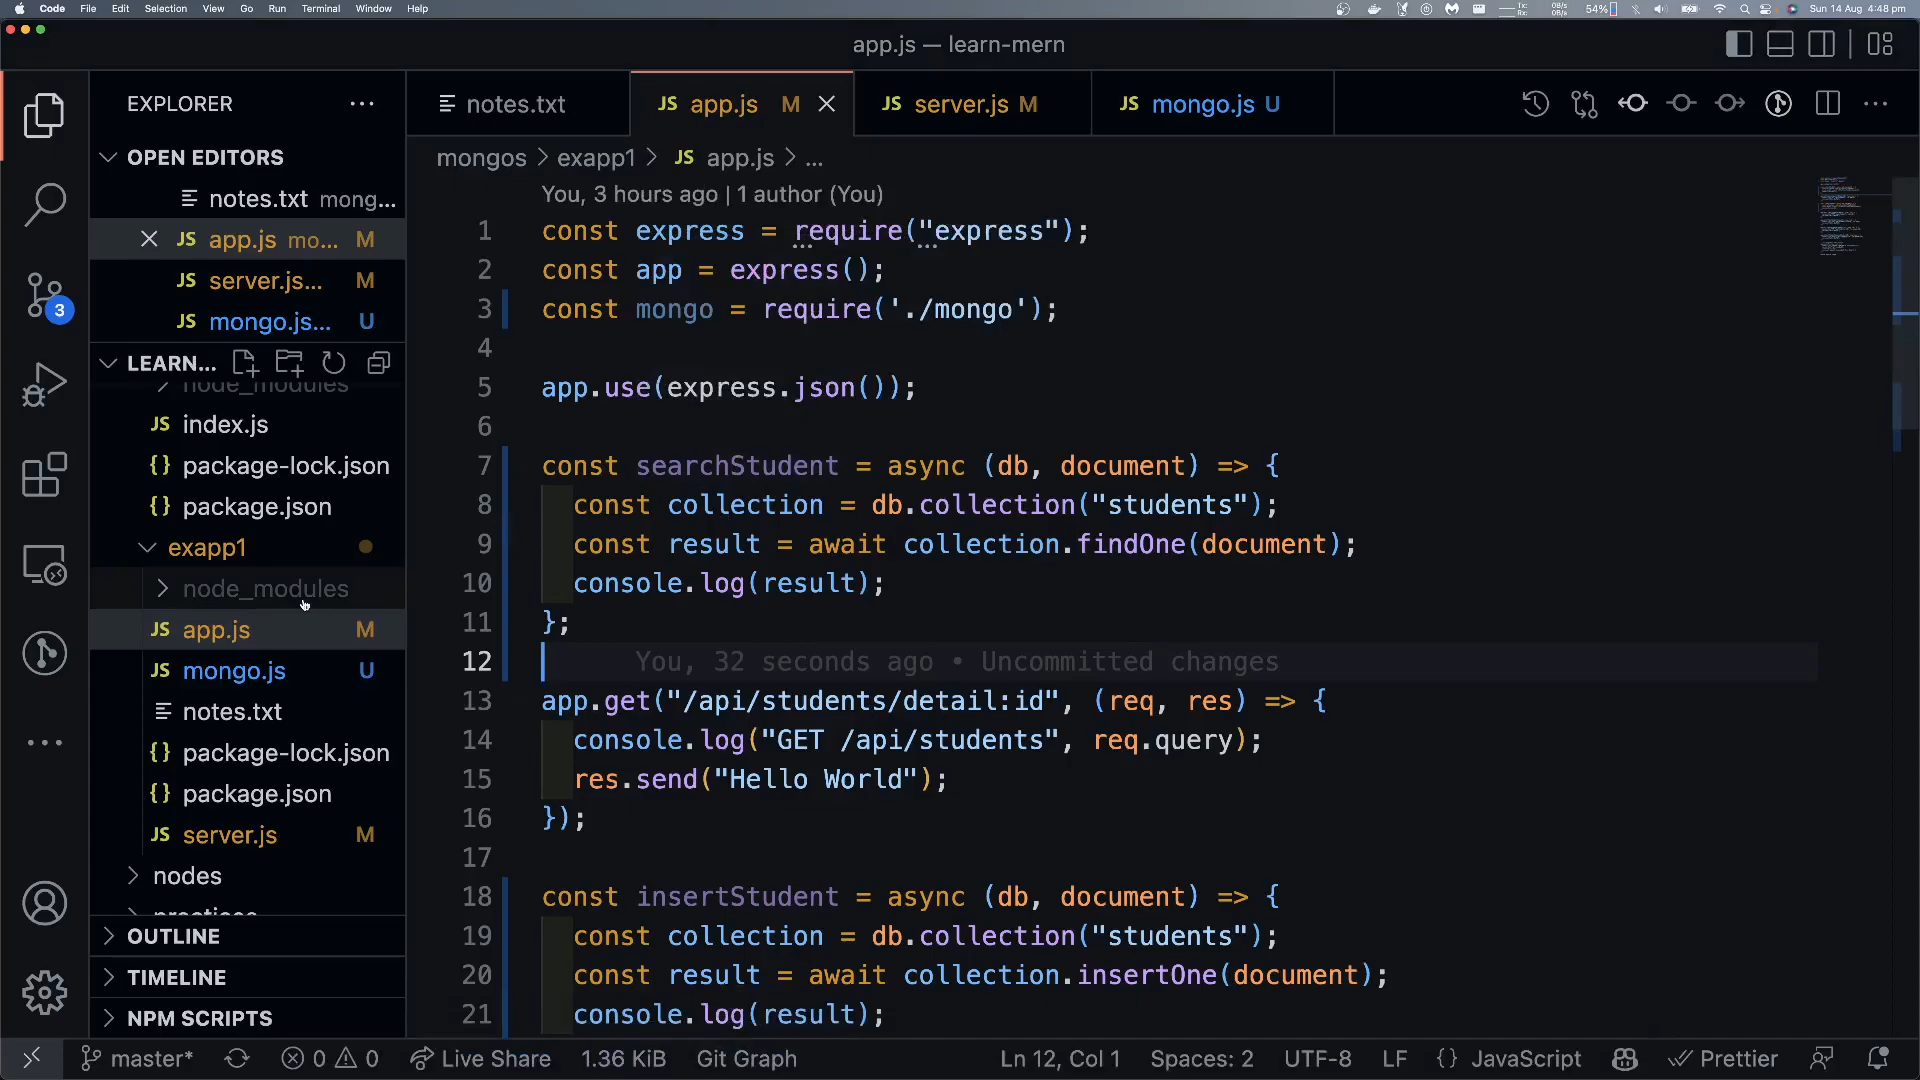 Code File Edit Selection View Go Run Terminal Window Help
Tx: Rx: 0B/s 0B/s 54% Sun 14 Aug 4:48 pm
app.js — learn-mern
EXPLORER
notes.txt
JS app.js M
JS server.js M
JS mongo.js U
OPEN EDITORS
notes.txt mong...
JS app.js mo... M
JS server.js... M
JS mongo.js... U
LEARN...
node_modules
JS index.js
{} package-lock.json
{} package.json
exapp1
node_modules
JS app.js M
JS mongo.js U
notes.txt
{} package-lock.json
{} package.json
JS server.js M
nodes
practices
OUTLINE
TIMELINE
NPM SCRIPTS
3
mongos > exapp1 > JS app.js > ...
You, 3 hours ago | 1 author (You)
1 const express = require("express");
2 const app = express();
3 const mongo = require('./mongo');
4
5 app.use(express.json());
6
7 const searchStudent = async (db, document) => {
8 const collection = db.collection("students");
9 const result = await collection.findOne(document);
10 console.log(result);
11 };
12 You, 32 seconds ago • Uncommitted changes
13 app.get("/api/students/detail:id", (req, res) => {
14 console.log("GET /api/students", req.query);
15 res.send("Hello World");
16 });
17
18 const insertStudent = async (db, document) => {
19 const collection = db.collection("students");
20 const result = await collection.insertOne(document);
21 console.log(result);
master* 0 0 Live Share 1.36 KiB Git Graph Ln 12, Col 1 Spaces: 2 UTF-8 LF {} JavaScript Prettier